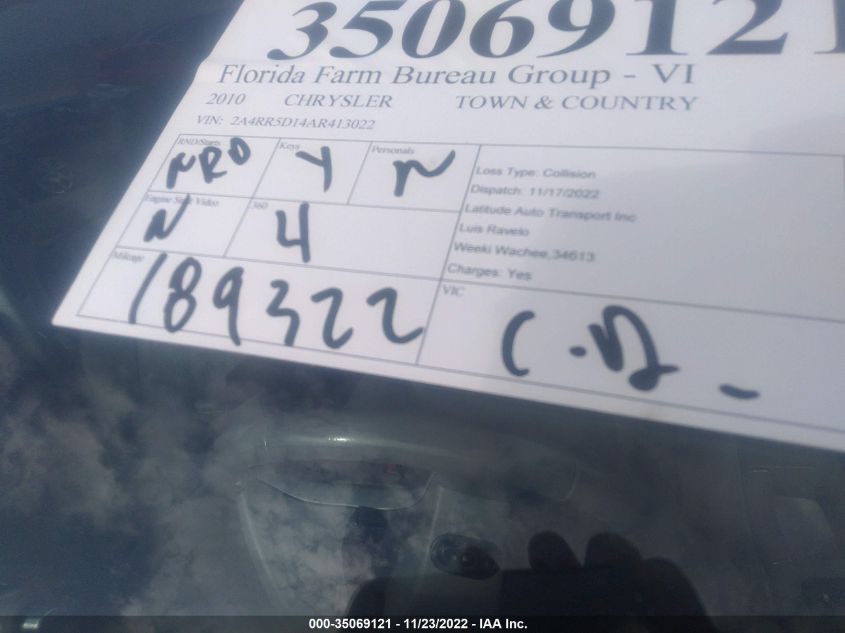 35069121
Florida Farm Bureau Group - VI
2010 CHRYSLER TOWN & COUNTRY
VIN: 2A4RR5D14AR413022
RND/Starts Keys Personals
NRD Y N
Engine Start Video 360
N 4
Mileage
189322
Loss Type: Collision
Dispatch: 11/17/2022
Latitude Auto Transport Inc
Luis Ravelo
Weeki Wachee,34613
Charges: Yes
VIC
000-35069121 - 11/23/2022 - IAA Inc.